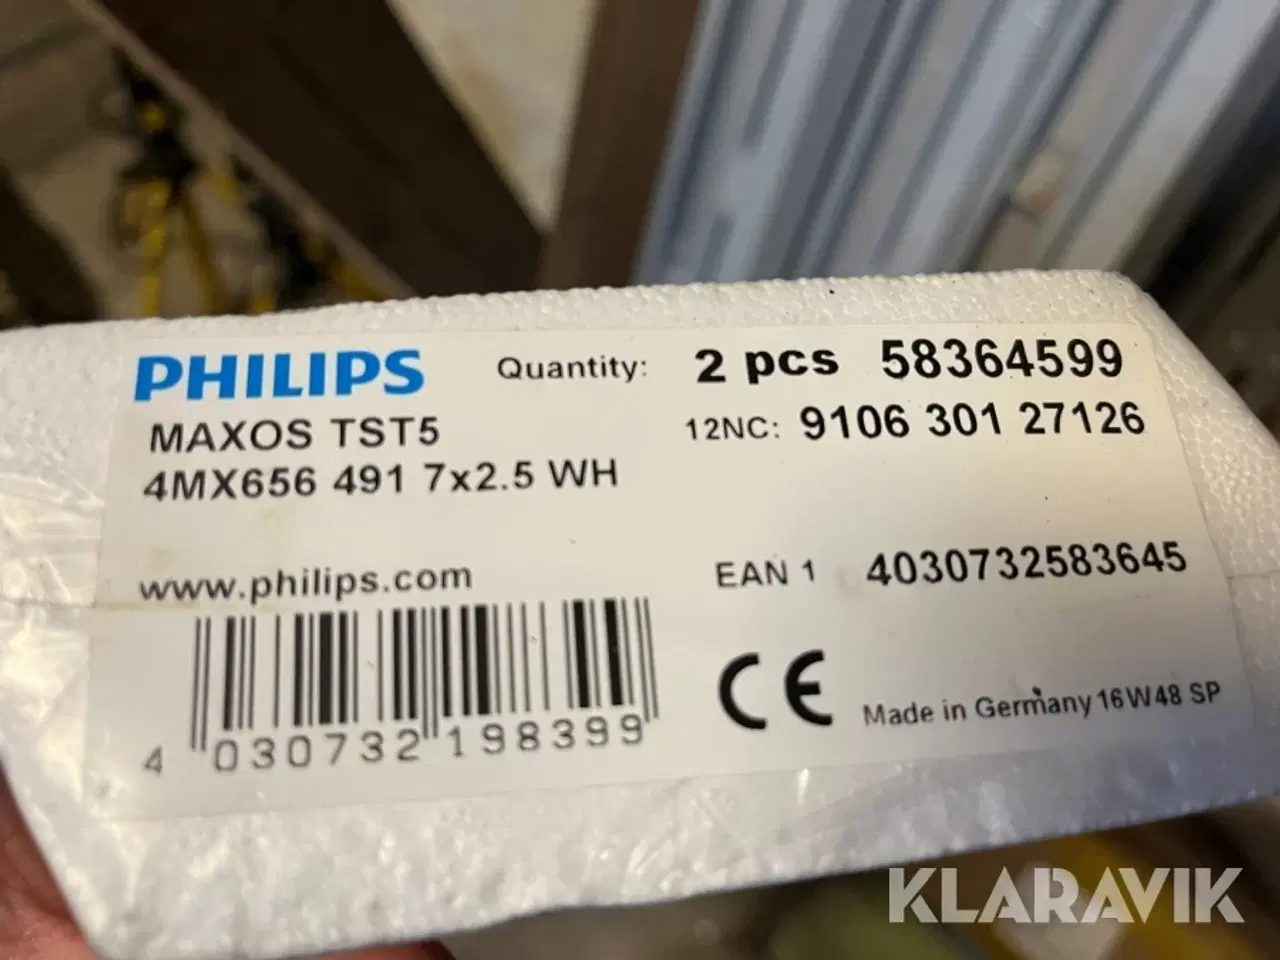 PHILIPS Quantity: 2 pcs 58364599
MAXOS TST5 12NC: 9106 301 27126
4MX656 491 7x2.5 WH
www.philips.com EAN 1 4030732583645
4 030732 198399
CE Made in Germany 16W48 SP
KLARAVIK